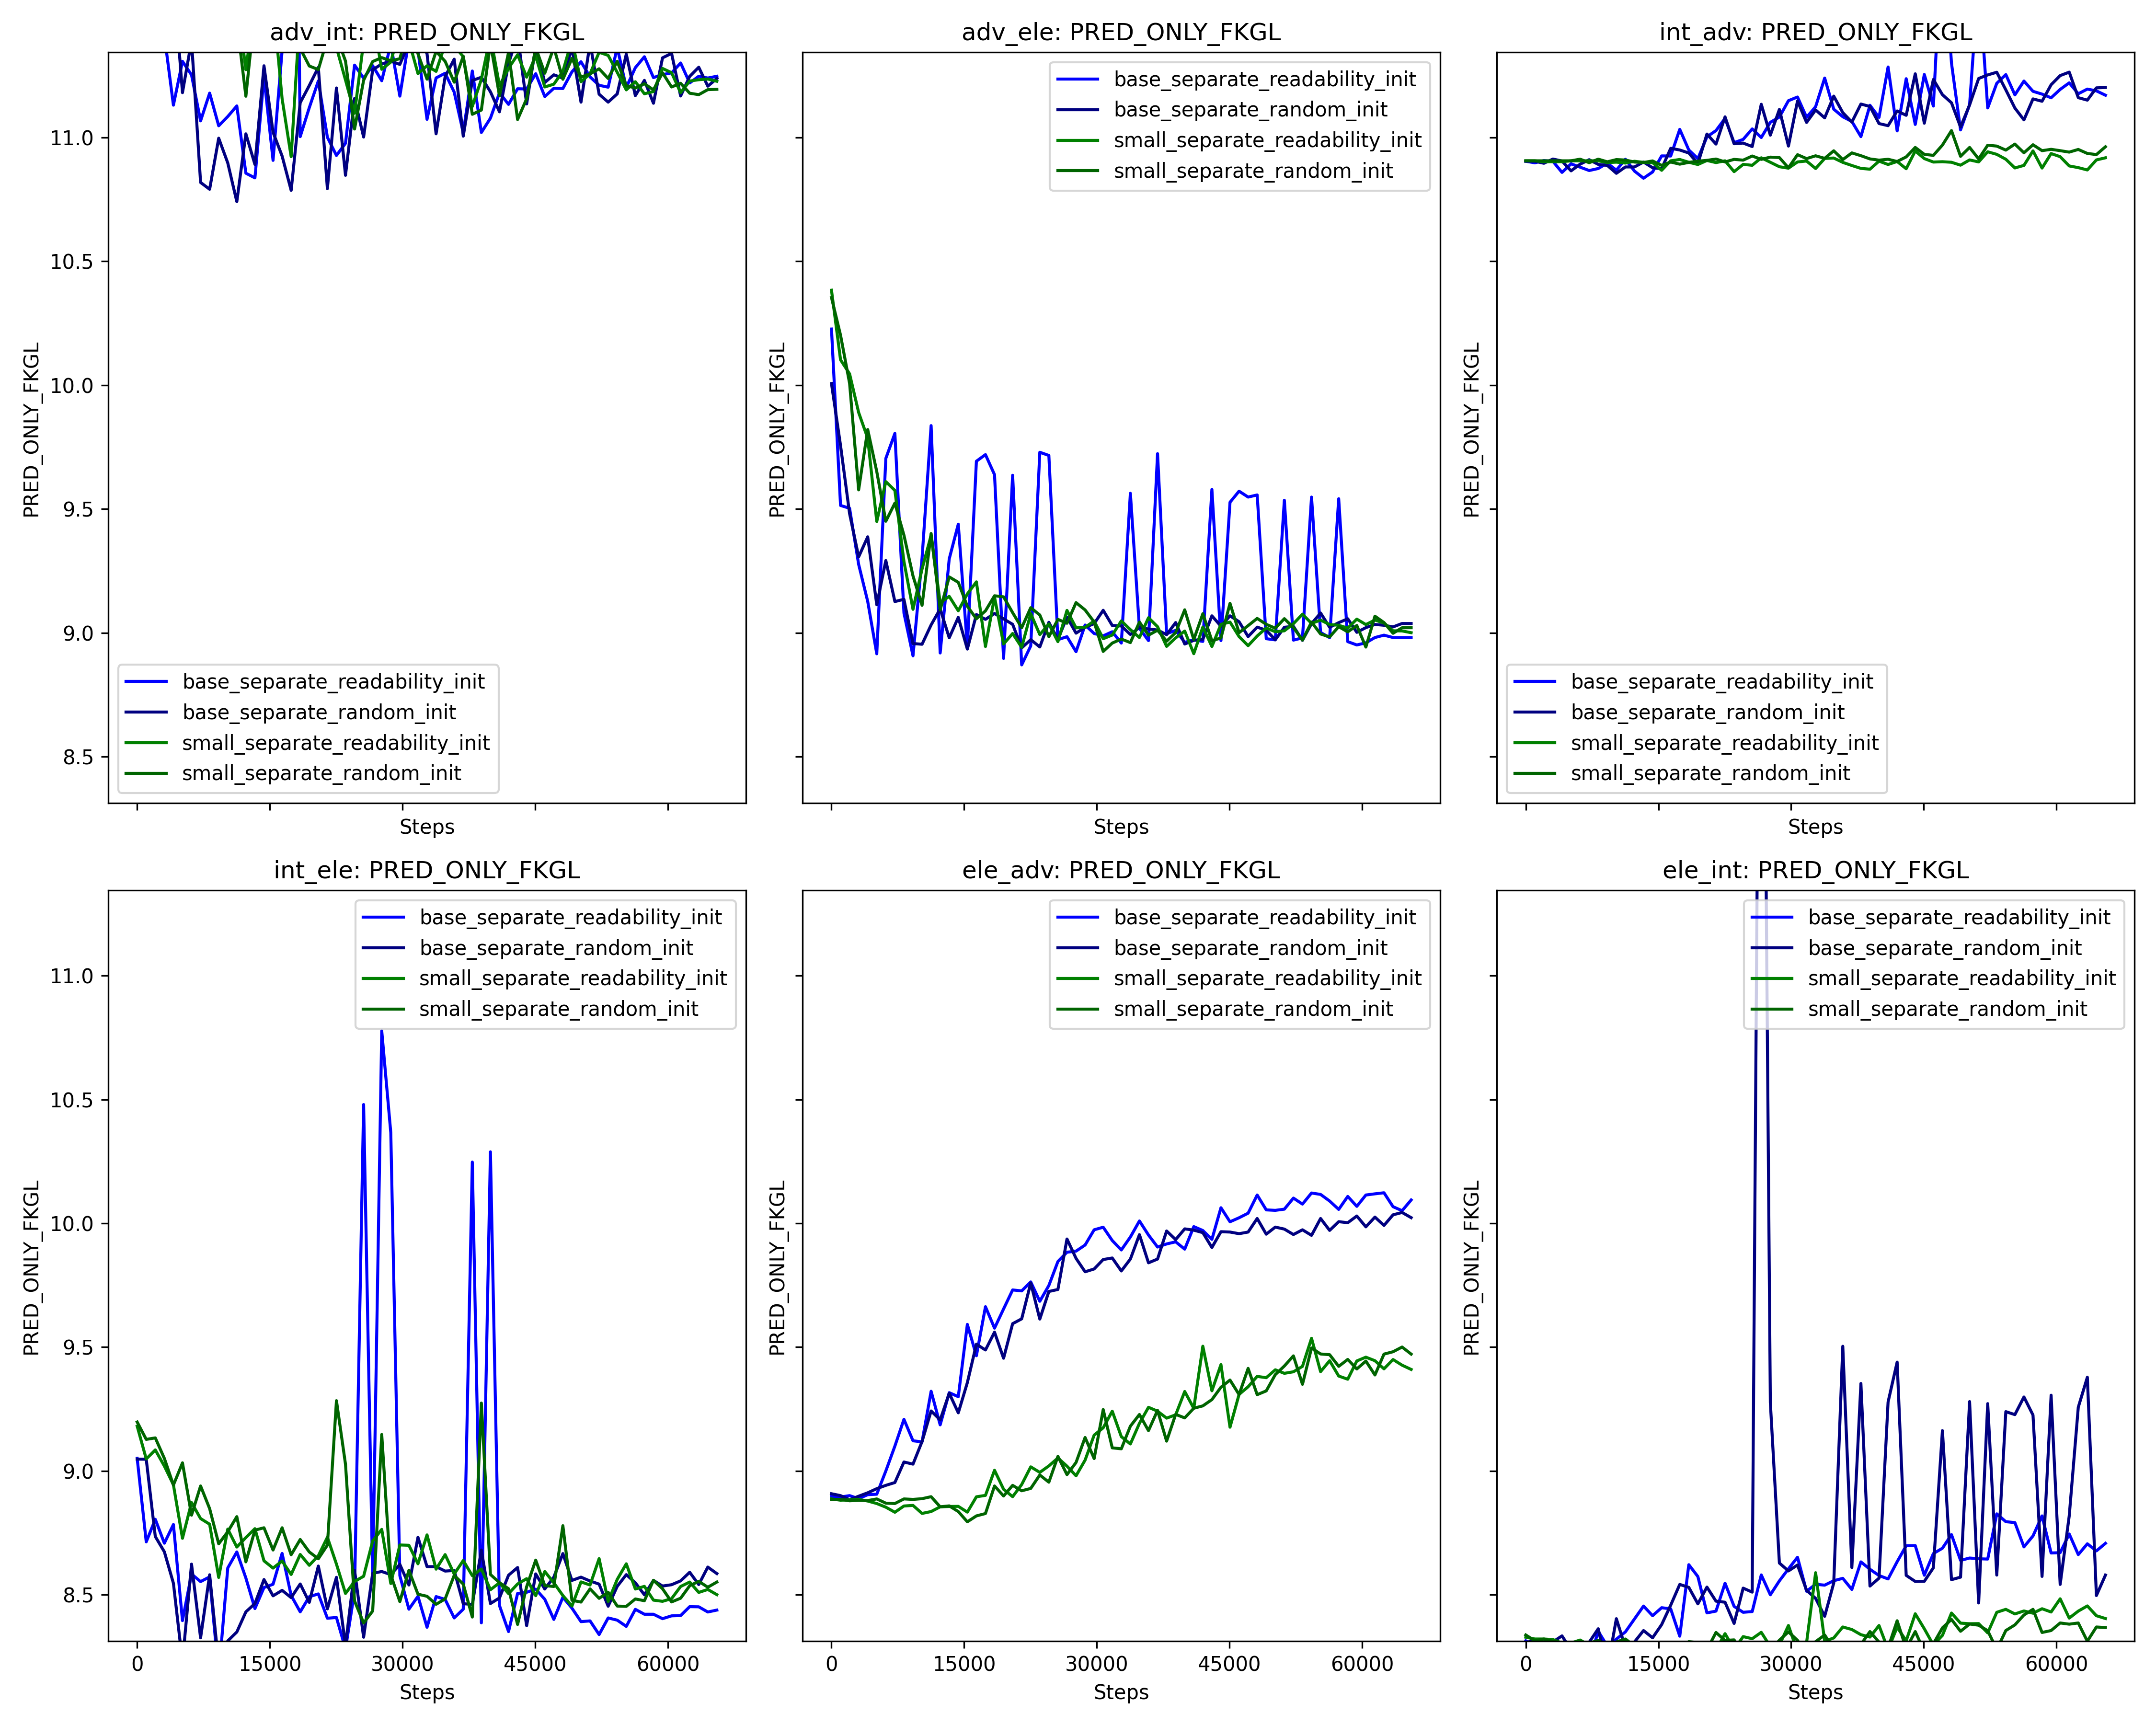 adv_int: PRED_ONLY_FKGL
PRED_ONLY_FKGL
11.0
10.5
10.0
9.5
9.0
8.5
base_separate_readability_init
base_separate_random_init
small_separate_readability_init
small_separate_random_init
Steps
adv_ele: PRED_ONLY_FKGL
PRED_ONLY_FKGL
base_separate_readability_init
base_separate_random_init
small_separate_readability_init
small_separate_random_init
Steps
int_adv: PRED_ONLY_FKGL
PRED_ONLY_FKGL
base_separate_readability_init
base_separate_random_init
small_separate_readability_init
small_separate_random_init
Steps
int_ele: PRED_ONLY_FKGL
PRED_ONLY_FKGL
11.0
10.5
10.0
9.5
9.0
8.5
base_separate_readability_init
base_separate_random_init
small_separate_readability_init
small_separate_random_init
0 15000 30000 45000 60000
Steps
ele_adv: PRED_ONLY_FKGL
PRED_ONLY_FKGL
base_separate_readability_init
base_separate_random_init
small_separate_readability_init
small_separate_random_init
0 15000 30000 45000 60000
Steps
ele_int: PRED_ONLY_FKGL
PRED_ONLY_FKGL
base_separate_readability_init
base_separate_random_init
small_separate_readability_init
small_separate_random_init
0 15000 30000 45000 60000
Steps